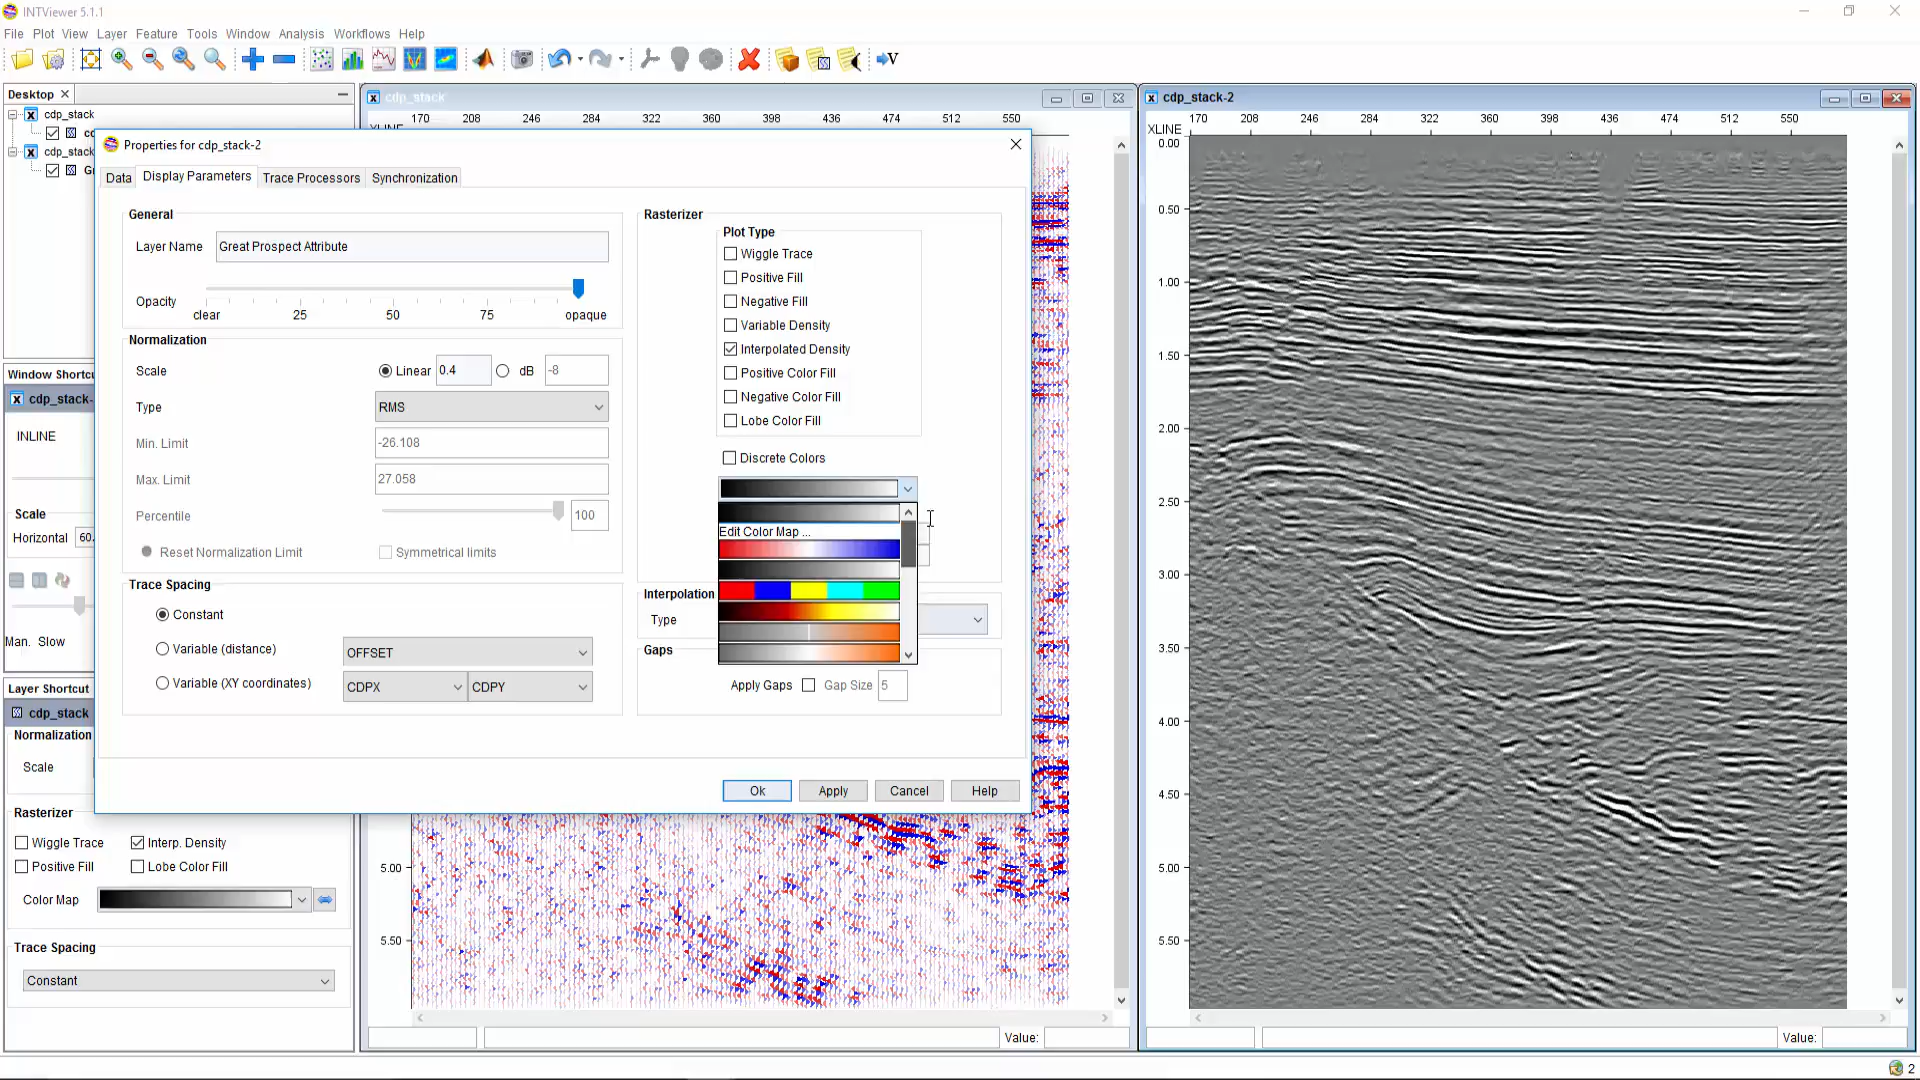 INTViewer 5.1.1
File Plot View Layer Feature Tools Window Analysis Workflows Help
Desktop
cdp_stack
cdp_stack
Window Shortcu
cdp_stack-
INLINE
Scale
Horizontal 60.
Man. Slow
Layer Shortcut
cdp_stack
Normalization
Scale
Rasterizer
Wiggle Trace Interp. Density
Positive Fill Lobe Color Fill
Color Map
Trace Spacing
Constant
Properties for cdp_stack-2
Data Display Parameters Trace Processors Synchronization
General
Layer Name Great Prospect Attribute
Opacity
clear 25 50 75 opaque
Normalization
Scale Linear 0.4 dB -8
Type RMS
Min. Limit -26.108
Max. Limit 27.058
Percentile 100
Reset Normalization Limit Symmetrical limits
Trace Spacing
Constant
Variable (distance) OFFSET
Variable (XY coordinates) CDPX CDPY
Rasterizer
Plot Type
Wiggle Trace
Positive Fill
Negative Fill
Variable Density
Interpolated Density
Positive Color Fill
Negative Color Fill
Lobe Color Fill
Discrete Colors
Edit Color Map ...
Interpolation
Type
Gaps
Apply Gaps Gap Size 5
Ok Apply Cancel Help
cdp_stack
XLINE 170 208 246 284 322 360 398 436 474 512 550
5.00
5.50
Value:
cdp_stack-2
XLINE 170 208 246 284 322 360 398 436 474 512 550
0.00
0.50
1.00
1.50
2.00
2.50
3.00
3.50
4.00
4.50
5.00
5.50
Value:
2